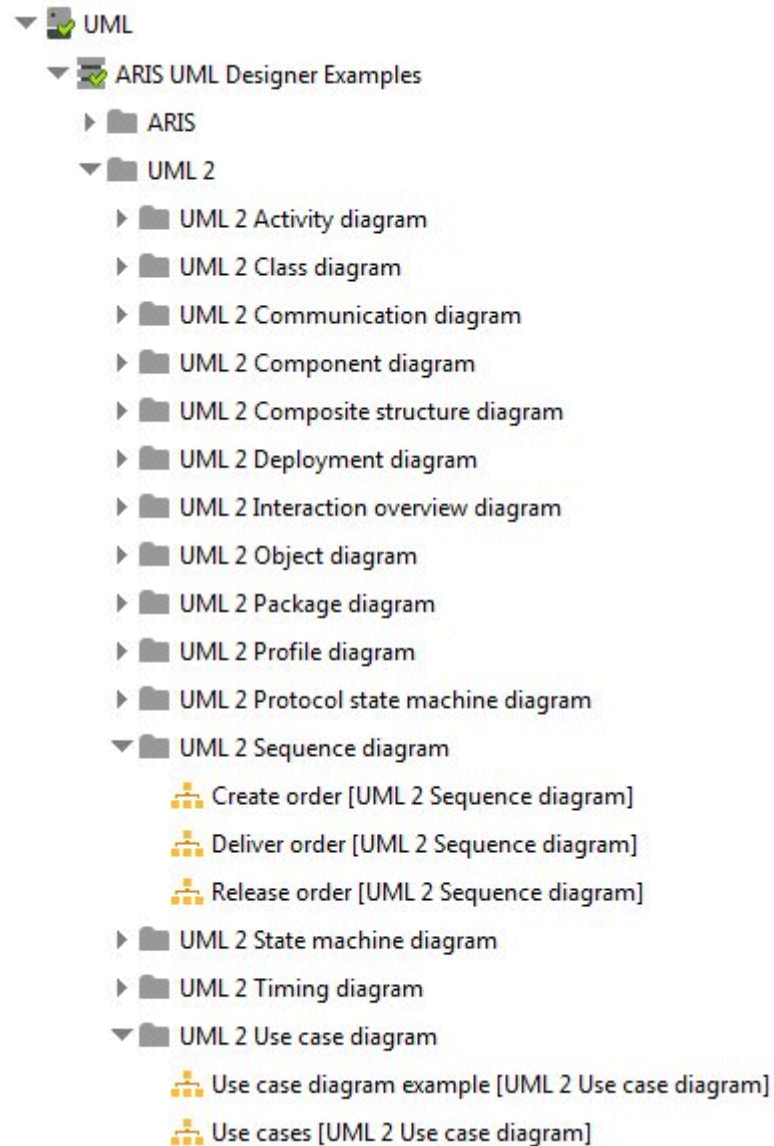 UML
ARIS UML Designer Examples
ARIS
UML 2
UML 2 Activity diagram
UML 2 Class diagram
UML 2 Communication diagram
UML 2 Component diagram
UML 2 Composite structure diagram
UML 2 Deployment diagram
UML 2 Interaction overview diagram
UML 2 Object diagram
UML 2 Package diagram
UML 2 Profile diagram
UML 2 Protocol state machine diagram
UML 2 Sequence diagram
Create order [UML 2 Sequence diagram]
Deliver order [UML 2 Sequence diagram]
Release order [UML 2 Sequence diagram]
UML 2 State machine diagram
UML 2 Timing diagram
UML 2 Use case diagram
Use case diagram example [UML 2 Use case diagram]
Use cases [UML 2 Use case diagram]